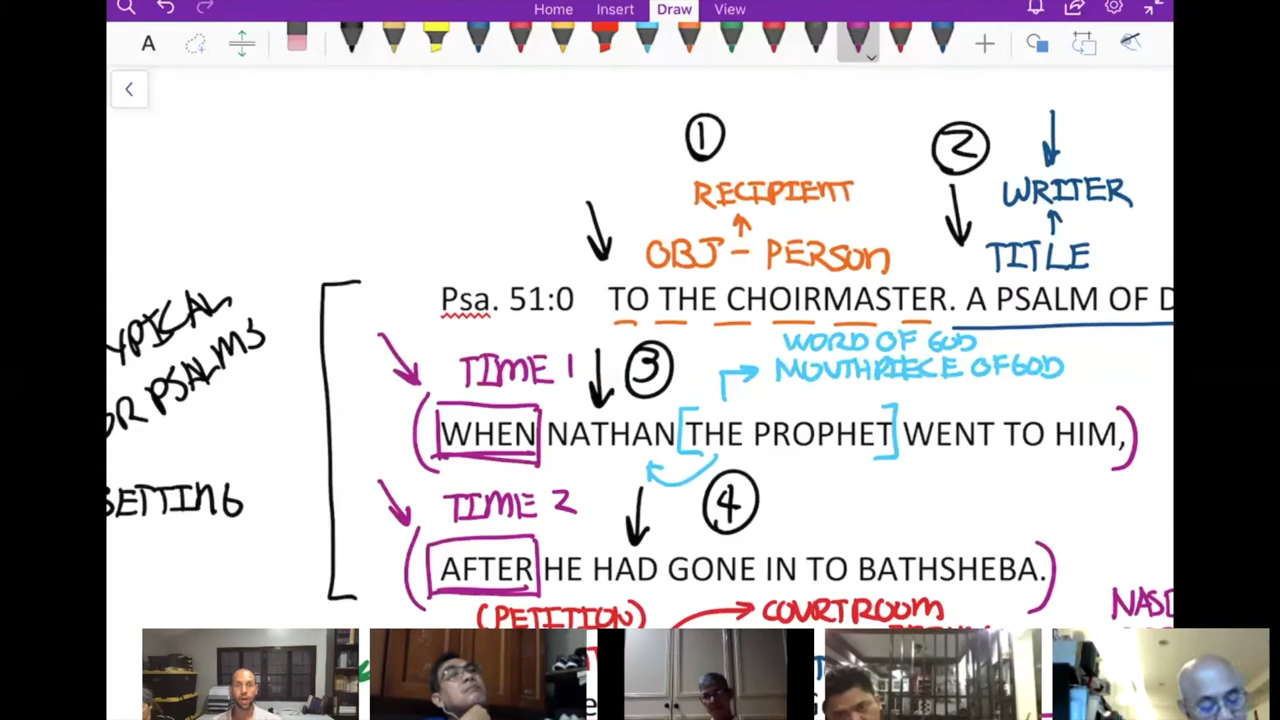 Home Insert Draw View
A
1 2
RECIPIENT WRITER
OBJ - PERSON TITLE
Psa. 51:0 TO THE CHOIRMASTER. A PSALM OF D
YPICAL
OR PSALMS
WORD OF GOD
TIME 1 3 MOUTHPIECE OF GOD
(WHEN NATHAN [THE PROPHET] WENT TO HIM,)
SETTING
TIME 2 4
(AFTER HE HAD GONE IN TO BATHSHEBA.)
(PETITION) COURTROOM NASB